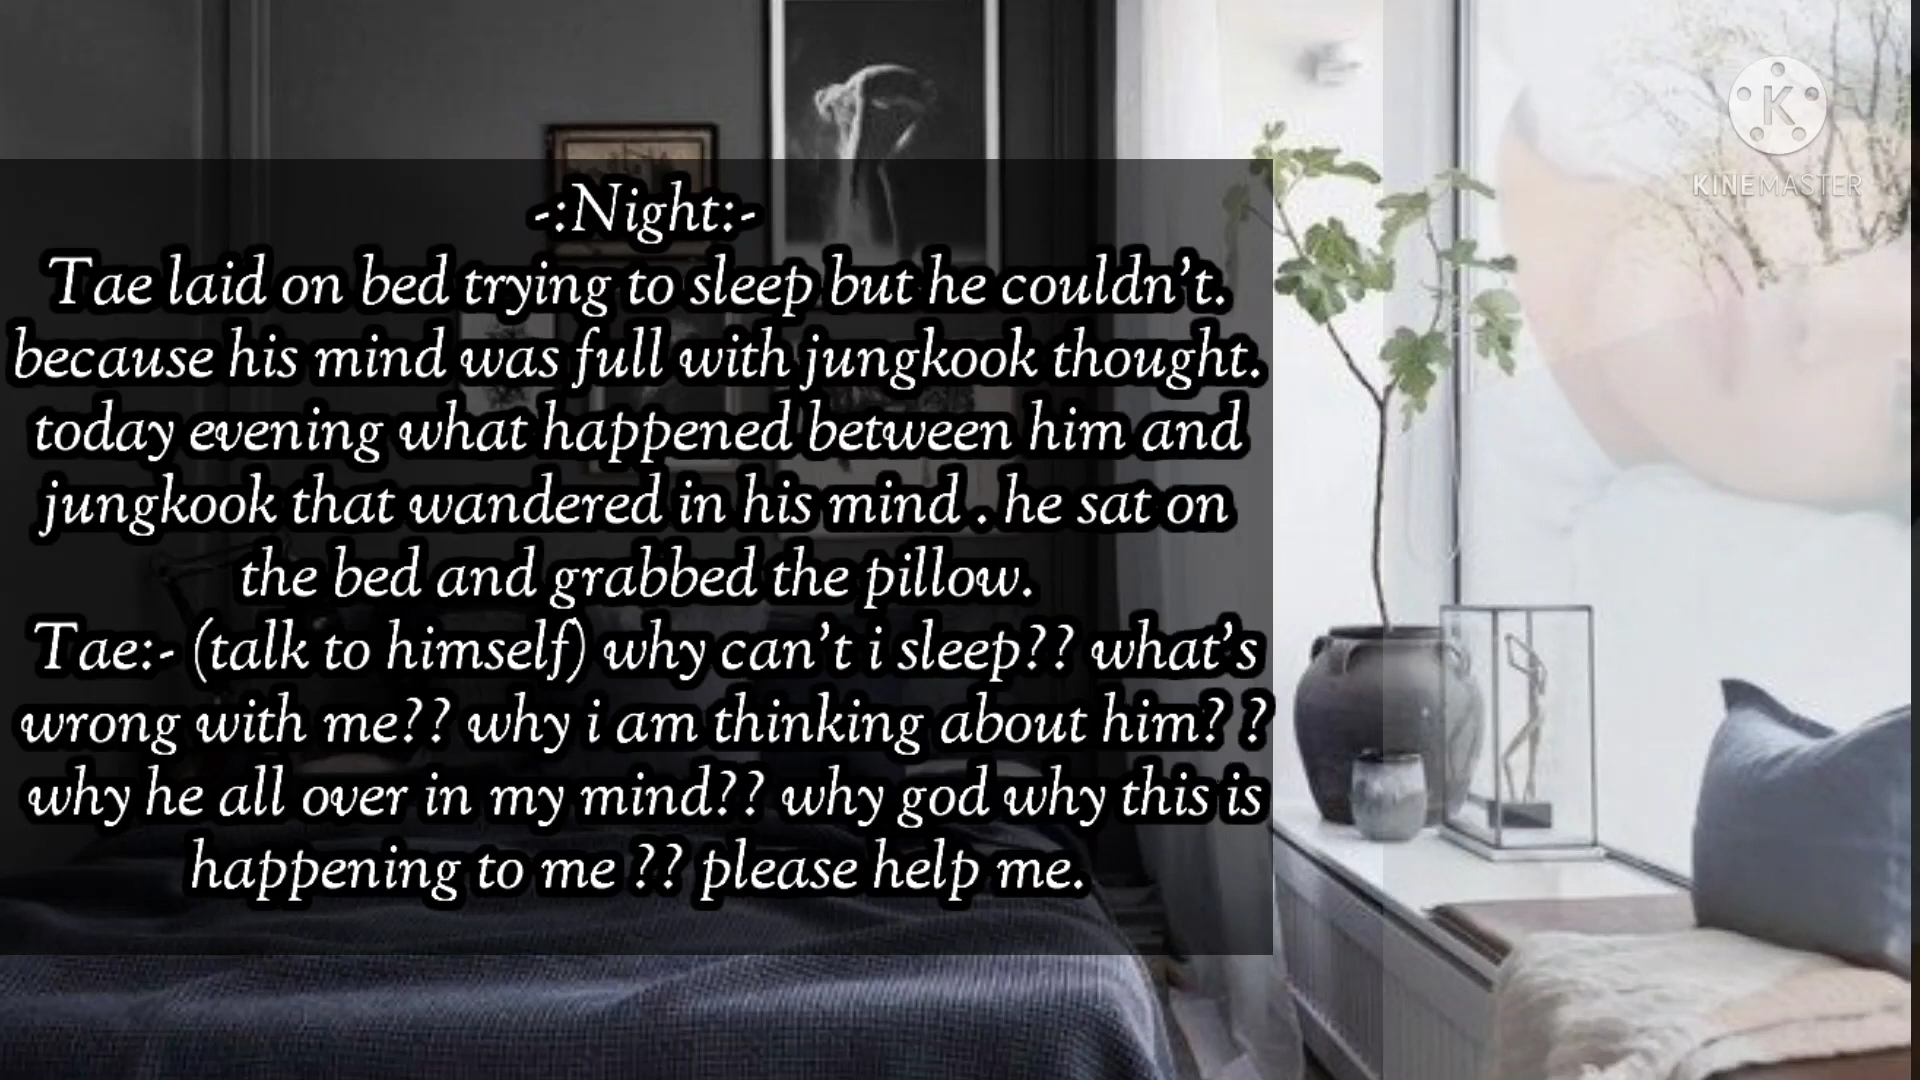 -:Night:-
Tae laid on bed trying to sleep but he couldn't.
because his mind was full with jungkook thought.
today evening what happened between him and
jungkook that wandered in his mind . he sat on
the bed and grabbed the pillow.
Tae:- (talk to himself) why can't i sleep?? what's
wrong with me?? why i am thinking about him? ?
why he all over in my mind?? why god why this is
happening to me ?? please help me.
K
KINEMASTER